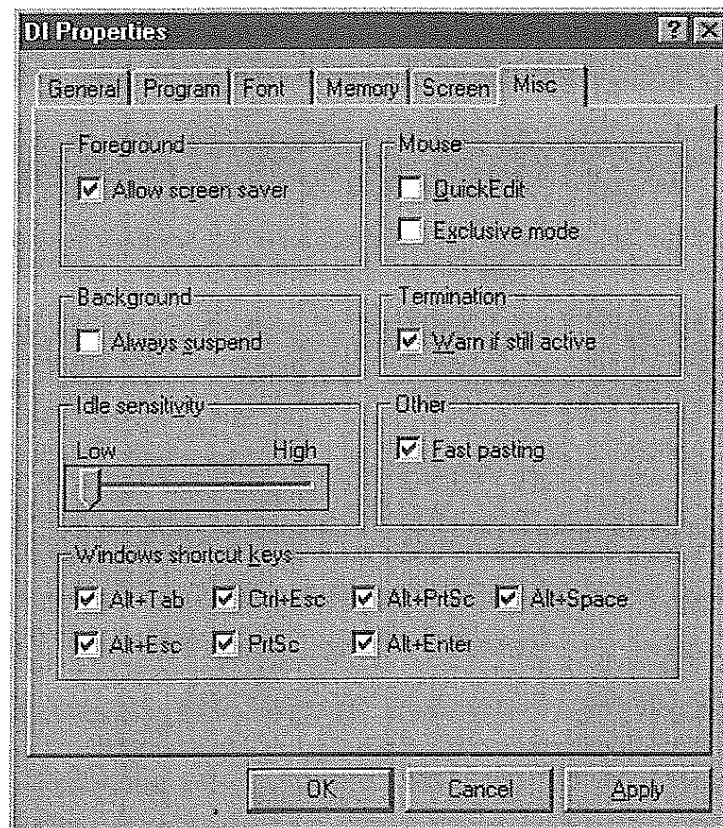 DI Properties
General Program Font Memory Screen Misc
Foreground
Allow screen saver
Mouse
QuickEdit
Exclusive mode
Background
Always suspend
Termination
Warn if still active
Idle sensitivity
Low High
Other
Fast pasting
Windows shortcut keys
Alt+Tab Ctrl+Esc Alt+PrtSc Alt+Space
Alt+Esc PrtSc Alt+Enter
OK Cancel Apply